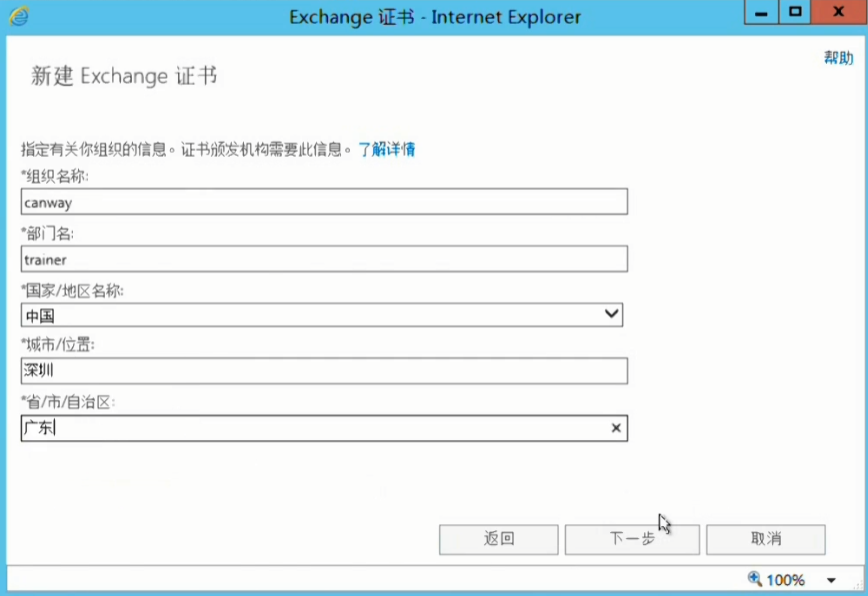 Exchange 证书 - Internet Explorer
帮助
新建 Exchange 证书
指定有关你组织的信息。证书颁发机构需要此信息。了解详情
*组织名称:
canway
*部门名:
trainer
*国家/地区名称:
中国
*城市/位置:
深圳
*省/市/自治区:
广东
返回 下一步 取消
100%